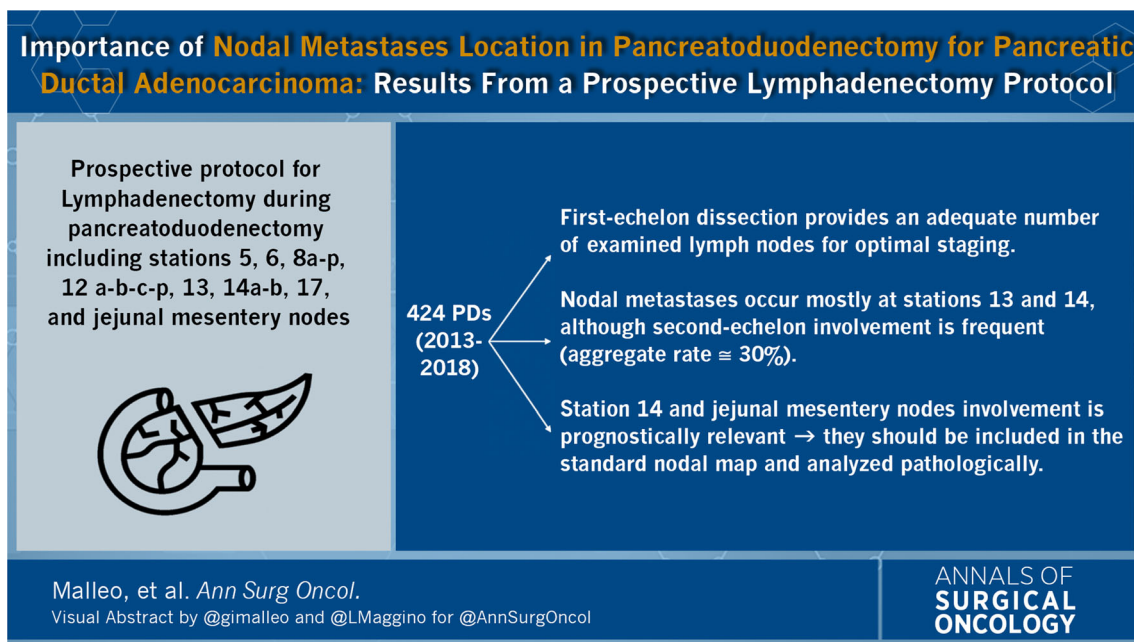 Importance of Nodal Metastases Location in Pancreatoduodenectomy for Pancreatic
Ductal Adenocarcinoma: Results From a Prospective Lymphadenectomy Protocol
Prospective protocol for
Lymphadenectomy during
pancreatoduodenectomy
including stations 5, 6, 8a-p,
12 a-b-c-p, 13, 14a-b, 17,
and jejunal mesentery nodes
424 PDs
(2013-
2018)
First-echelon dissection provides an adequate number
of examined lymph nodes for optimal staging.
Nodal metastases occur mostly at stations 13 and 14,
although second-echelon involvement is frequent
(aggregate rate ≅ 30%).
Station 14 and jejunal mesentery nodes involvement is
prognostically relevant → they should be included in the
standard nodal map and analyzed pathologically.
Malleo, et al. Ann Surg Oncol.
Visual Abstract by @gimalleo and @LMaggino for @AnnSurgOncol
ANNALS OF
SURGICAL
ONCOLOGY